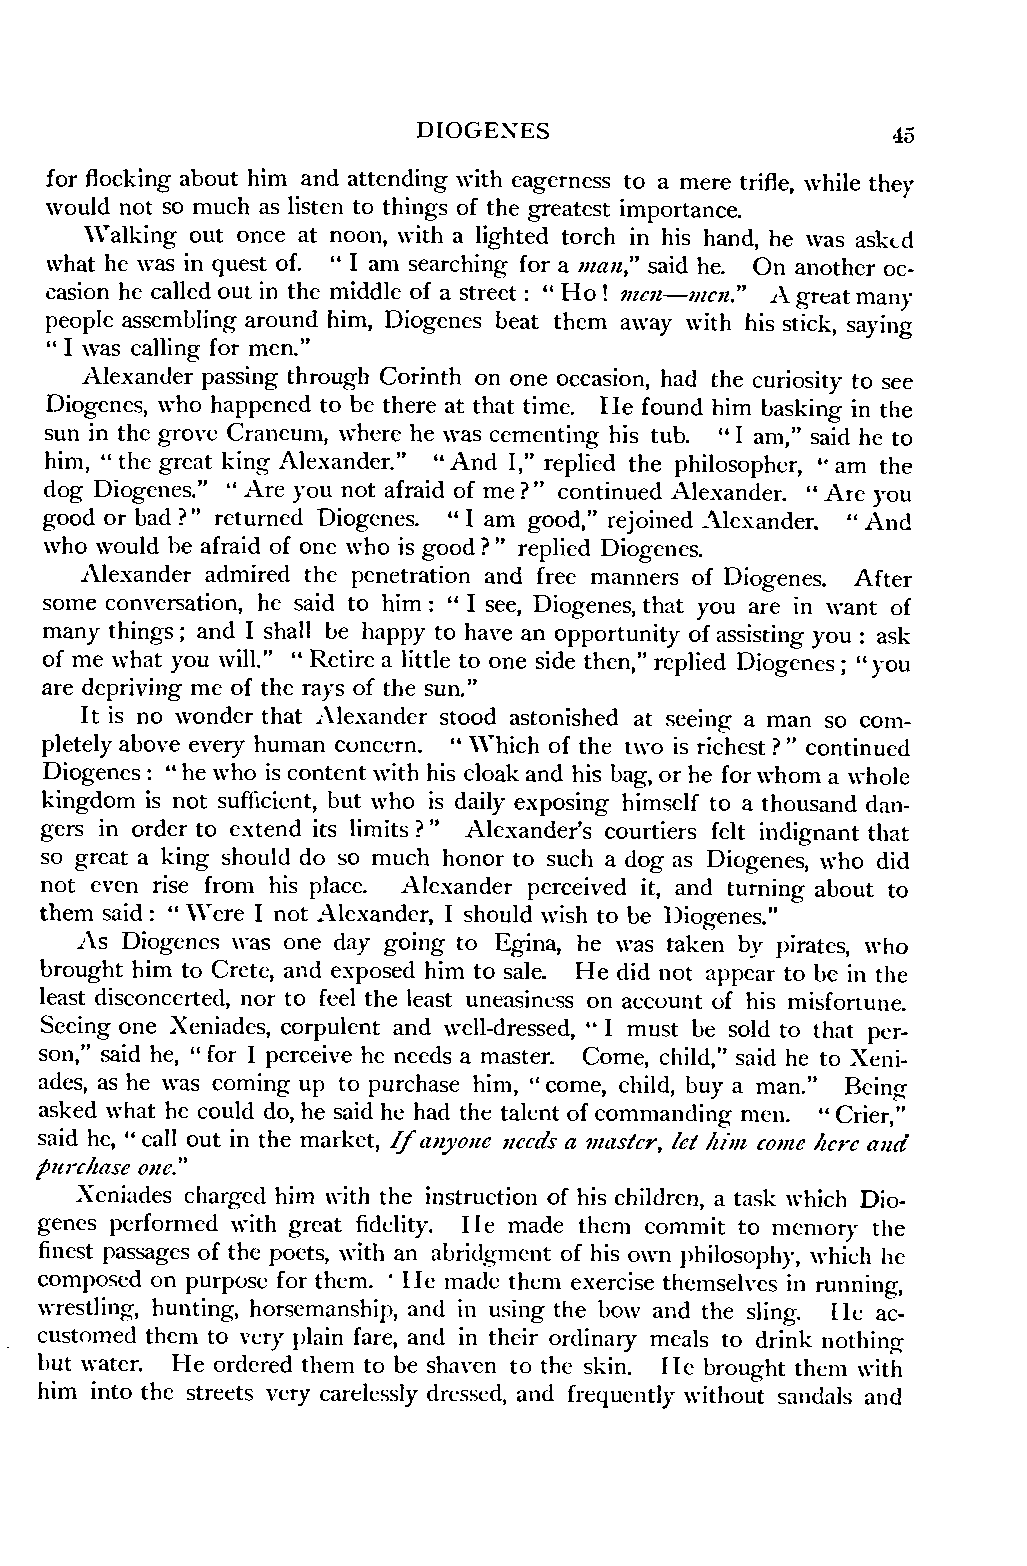 DIOGENES 45
for flocking about him and attending with eagerness to a mere trifle, while they
would not so much as listen to things of the greatest importance.
Walking out once at noon, with a lighted torch in his hand, he was asked
what he was in quest of. “ I am searching for a man,” said he. On another oc-
casion he called out in the middle of a street : “ Ho ! men—men.” A great many
people assembling around him, Diogenes beat them away with his stick, saying
“ I was calling for men.”
Alexander passing through Corinth on one occasion, had the curiosity to see
Diogenes, who happened to be there at that time. He found him basking in the
sun in the grove Craneum, where he was cementing his tub. “ I am,” said he to
him, “ the great king Alexander.” “ And I,” replied the philosopher, “ am the
dog Diogenes.” “ Are you not afraid of me ? ” continued Alexander. “ Are you
good or bad ? ” returned Diogenes. “ I am good,” rejoined Alexander. “ And
who would be afraid of one who is good ? ” replied Diogenes.
Alexander admired the penetration and free manners of Diogenes. After
some conversation, he said to him : “ I see, Diogenes, that you are in want of
many things ; and I shall be happy to have an opportunity of assisting you : ask
of me what you will.” “ Retire a little to one side then,” replied Diogenes ; “ you
are depriving me of the rays of the sun.”
It is no wonder that Alexander stood astonished at seeing a man so com-
pletely above every human concern. “ Which of the two is richest ? ” continued
Diogenes : “ he who is content with his cloak and his bag, or he for whom a whole
kingdom is not sufficient, but who is daily exposing himself to a thousand dan-
gers in order to extend its limits ? ” Alexander’s courtiers felt indignant that
so great a king should do so much honor to such a dog as Diogenes, who did
not even rise from his place. Alexander perceived it, and turning about to
them said : “ Were I not Alexander, I should wish to be Diogenes.”
As Diogenes was one day going to Egina, he was taken by pirates, who
brought him to Crete, and exposed him to sale. He did not appear to be in the
least disconcerted, nor to feel the least uneasiness on account of his misfortune.
Seeing one Xeniades, corpulent and well-dressed, “ I must be sold to that per-
son,” said he, “ for I perceive he needs a master. Come, child,” said he to Xeni-
ades, as he was coming up to purchase him, “ come, child, buy a man.” Being
asked what he could do, he said he had the talent of commanding men. “ Crier,”
said he, “ call out in the market, If anyone needs a master, let him come here and
purchase one.”
Xeniades charged him with the instruction of his children, a task which Dio-
genes performed with great fidelity. He made them commit to memory the
finest passages of the poets, with an abridgment of his own philosophy, which he
composed on purpose for them. He made them exercise themselves in running,
wrestling, hunting, horsemanship, and in using the bow and the sling. He ac-
customed them to very plain fare, and in their ordinary meals to drink nothing
but water. He ordered them to be shaven to the skin. He brought them with
him into the streets very carelessly dressed, and frequently without sandals and